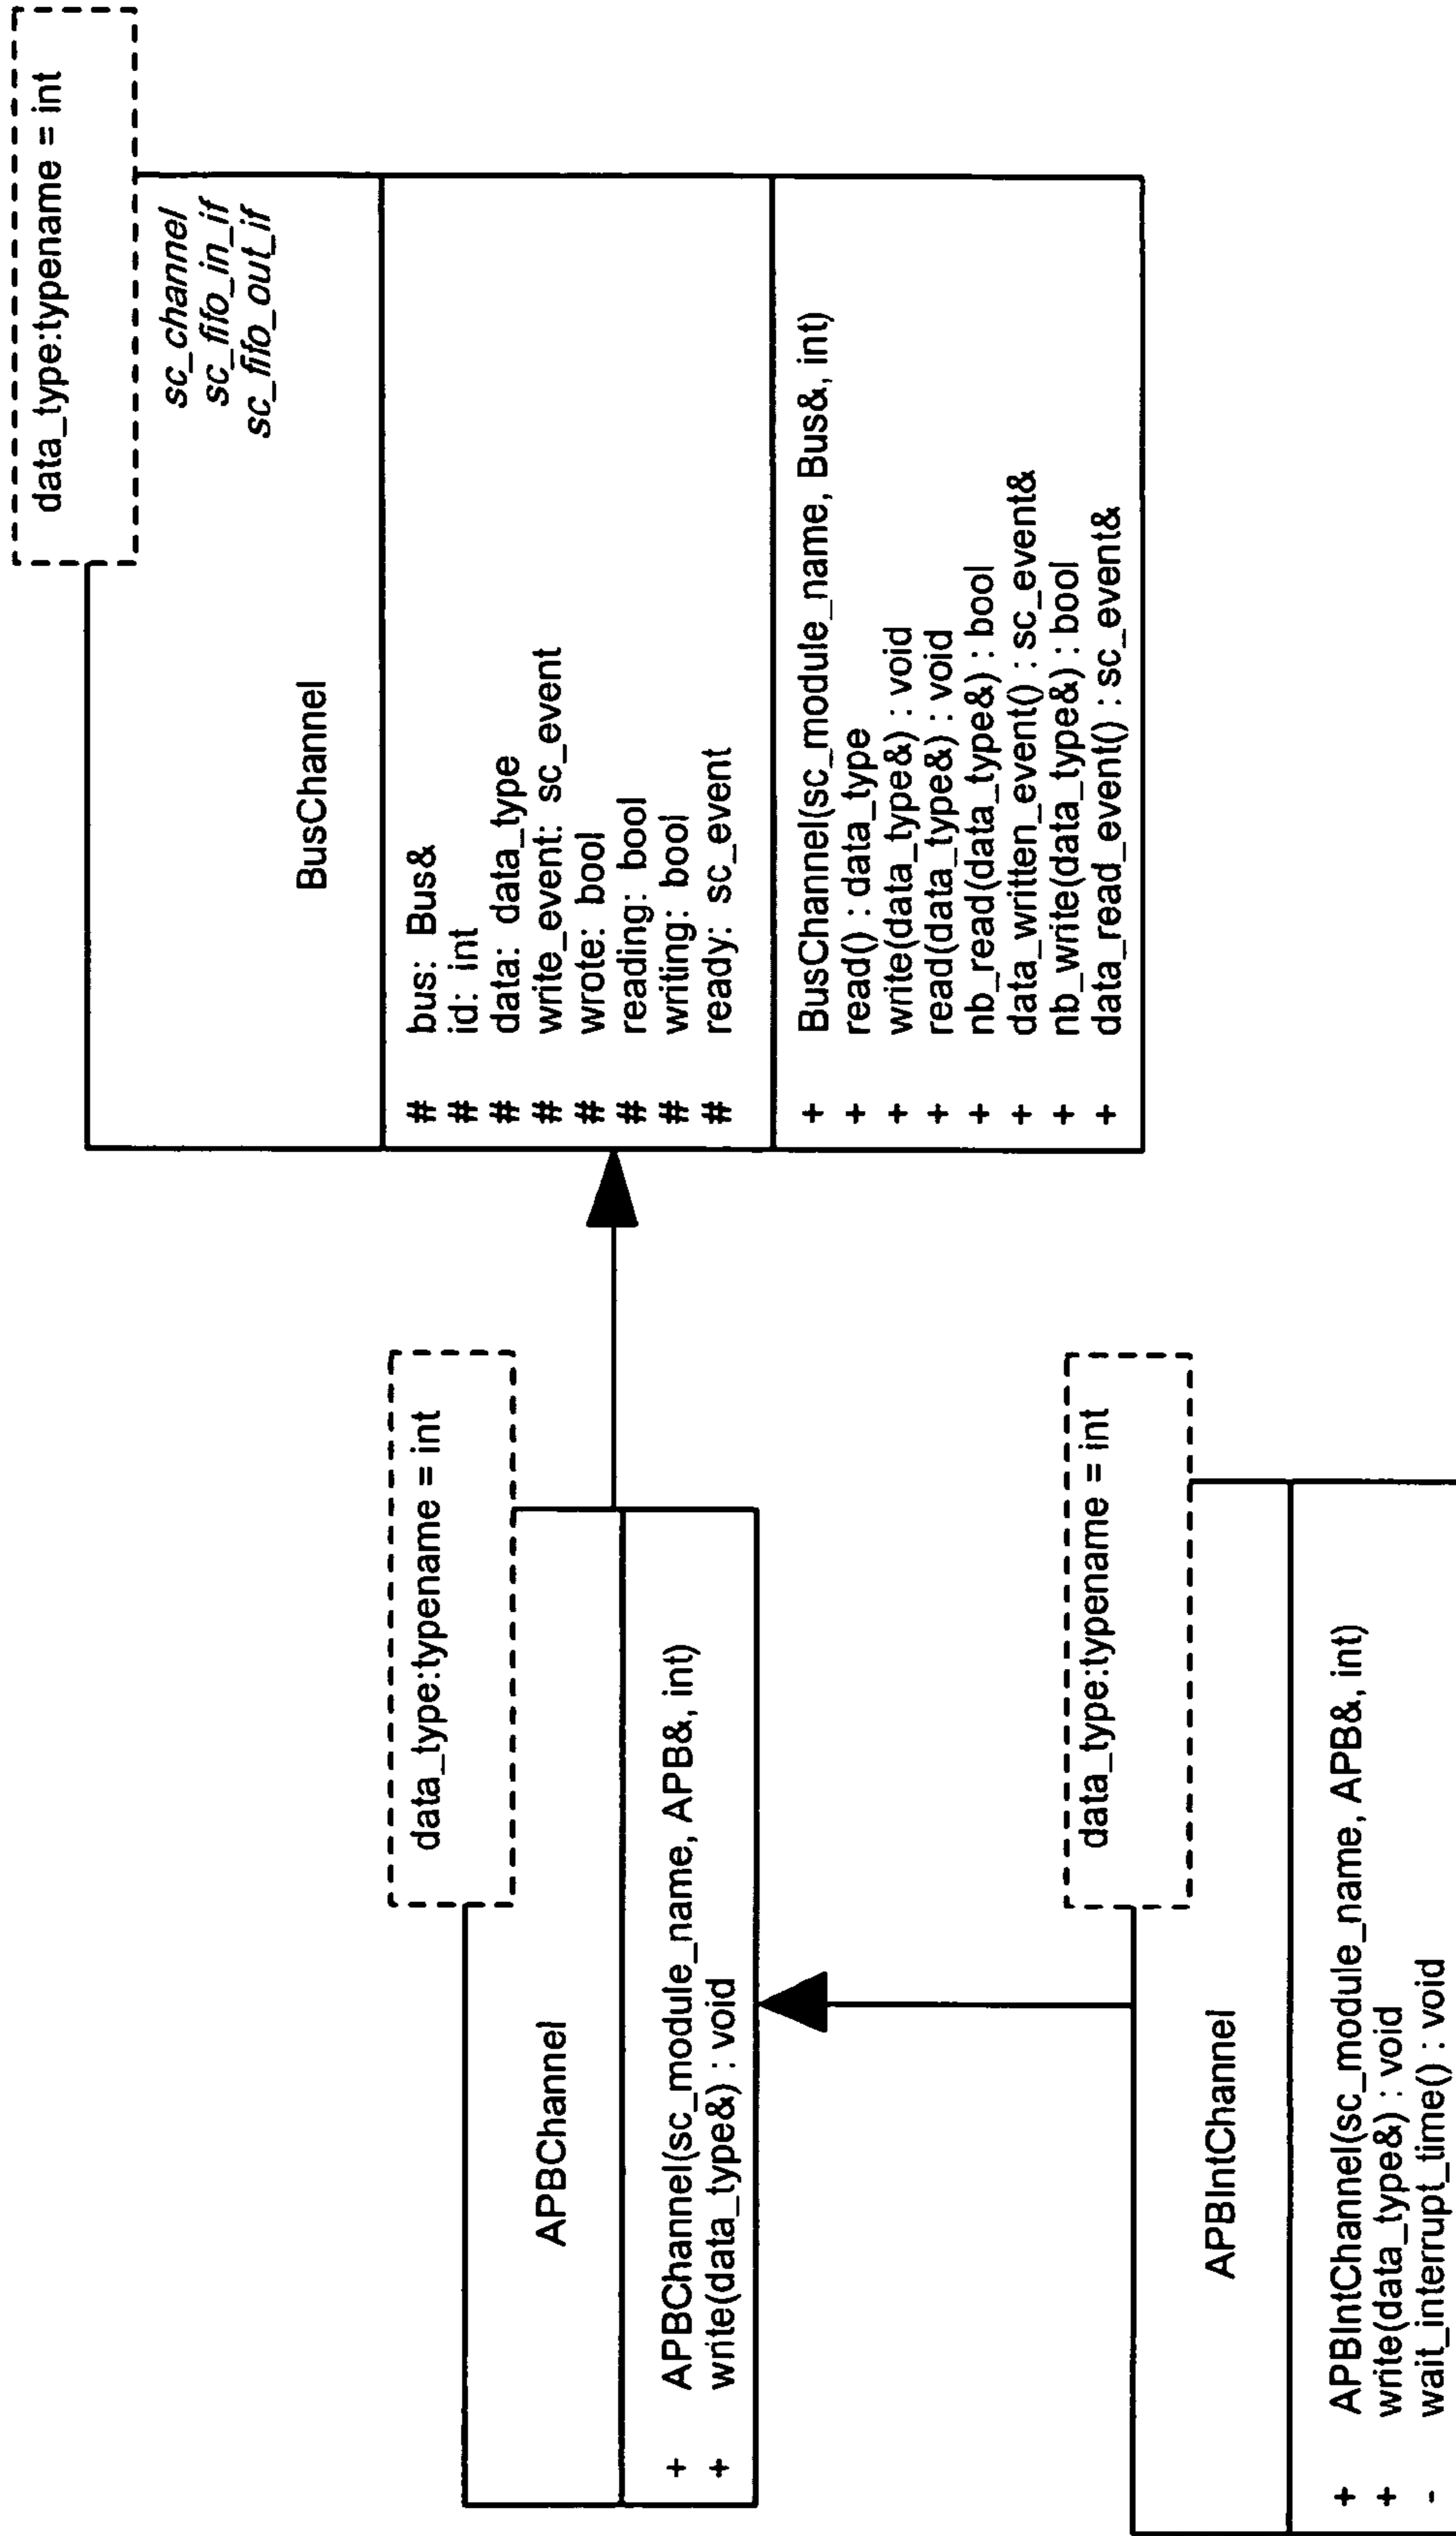 data_type:typename = int
sc_channel
sc_fifo_in_if
sc_fifo_out_if
BusChannel
# bus: Bus&
# id: int
# data: data_type
# write_event: sc_event
# wrote: bool
# reading: bool
# writing: bool
# ready: sc_event
+ BusChannel(sc_module_name, Bus&, int)
+ read() : data_type
+ write(data_type&) : void
+ read(data_type&) : void
+ nb_read(data_type&) : bool
+ data_written_event() : sc_event&
+ nb_write(data_type&) : bool
+ data_read_event() : sc_event&
data_type:typename = int
APBChannel
+ APBChannel(sc_module_name, APB&, int)
+ write(data_type&) : void
data_type:typename = int
APBIntChannel
+ APBIntChannel(sc_module_name, APB&, int)
+ write(data_type&) : void
- wait_interrupt_time() : void